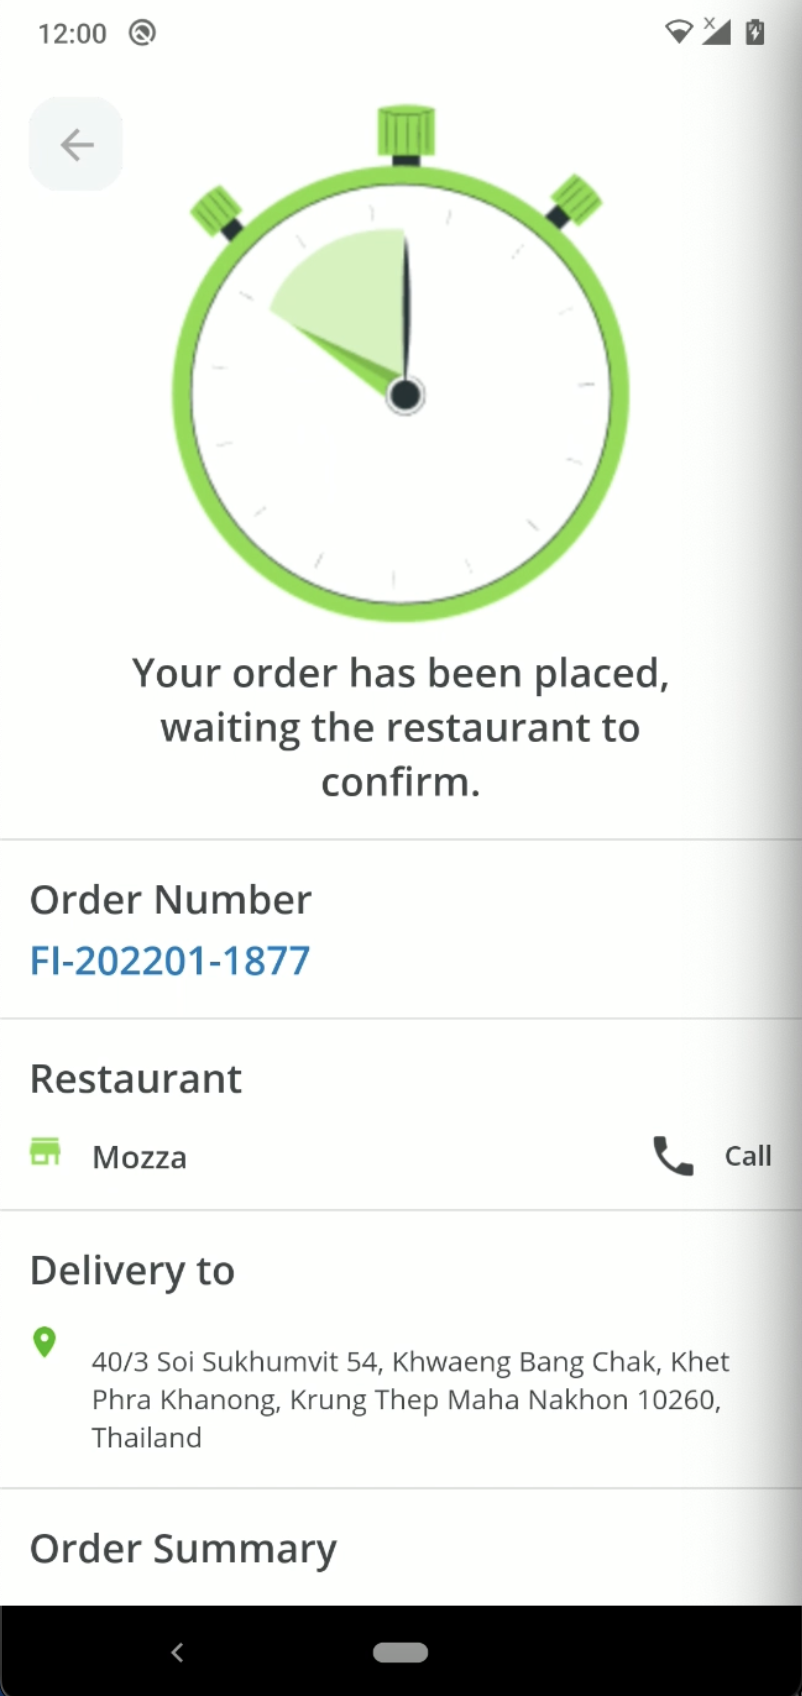 12:00
Your order has been placed,
waiting the restaurant to
confirm.
Order Number
FI-202201-1877
Restaurant
Mozza
Call
Delivery to
40/3 Soi Sukhumvit 54, Khwaeng Bang Chak, Khet
Phra Khanong, Krung Thep Maha Nakhon 10260,
Thailand
Order Summary